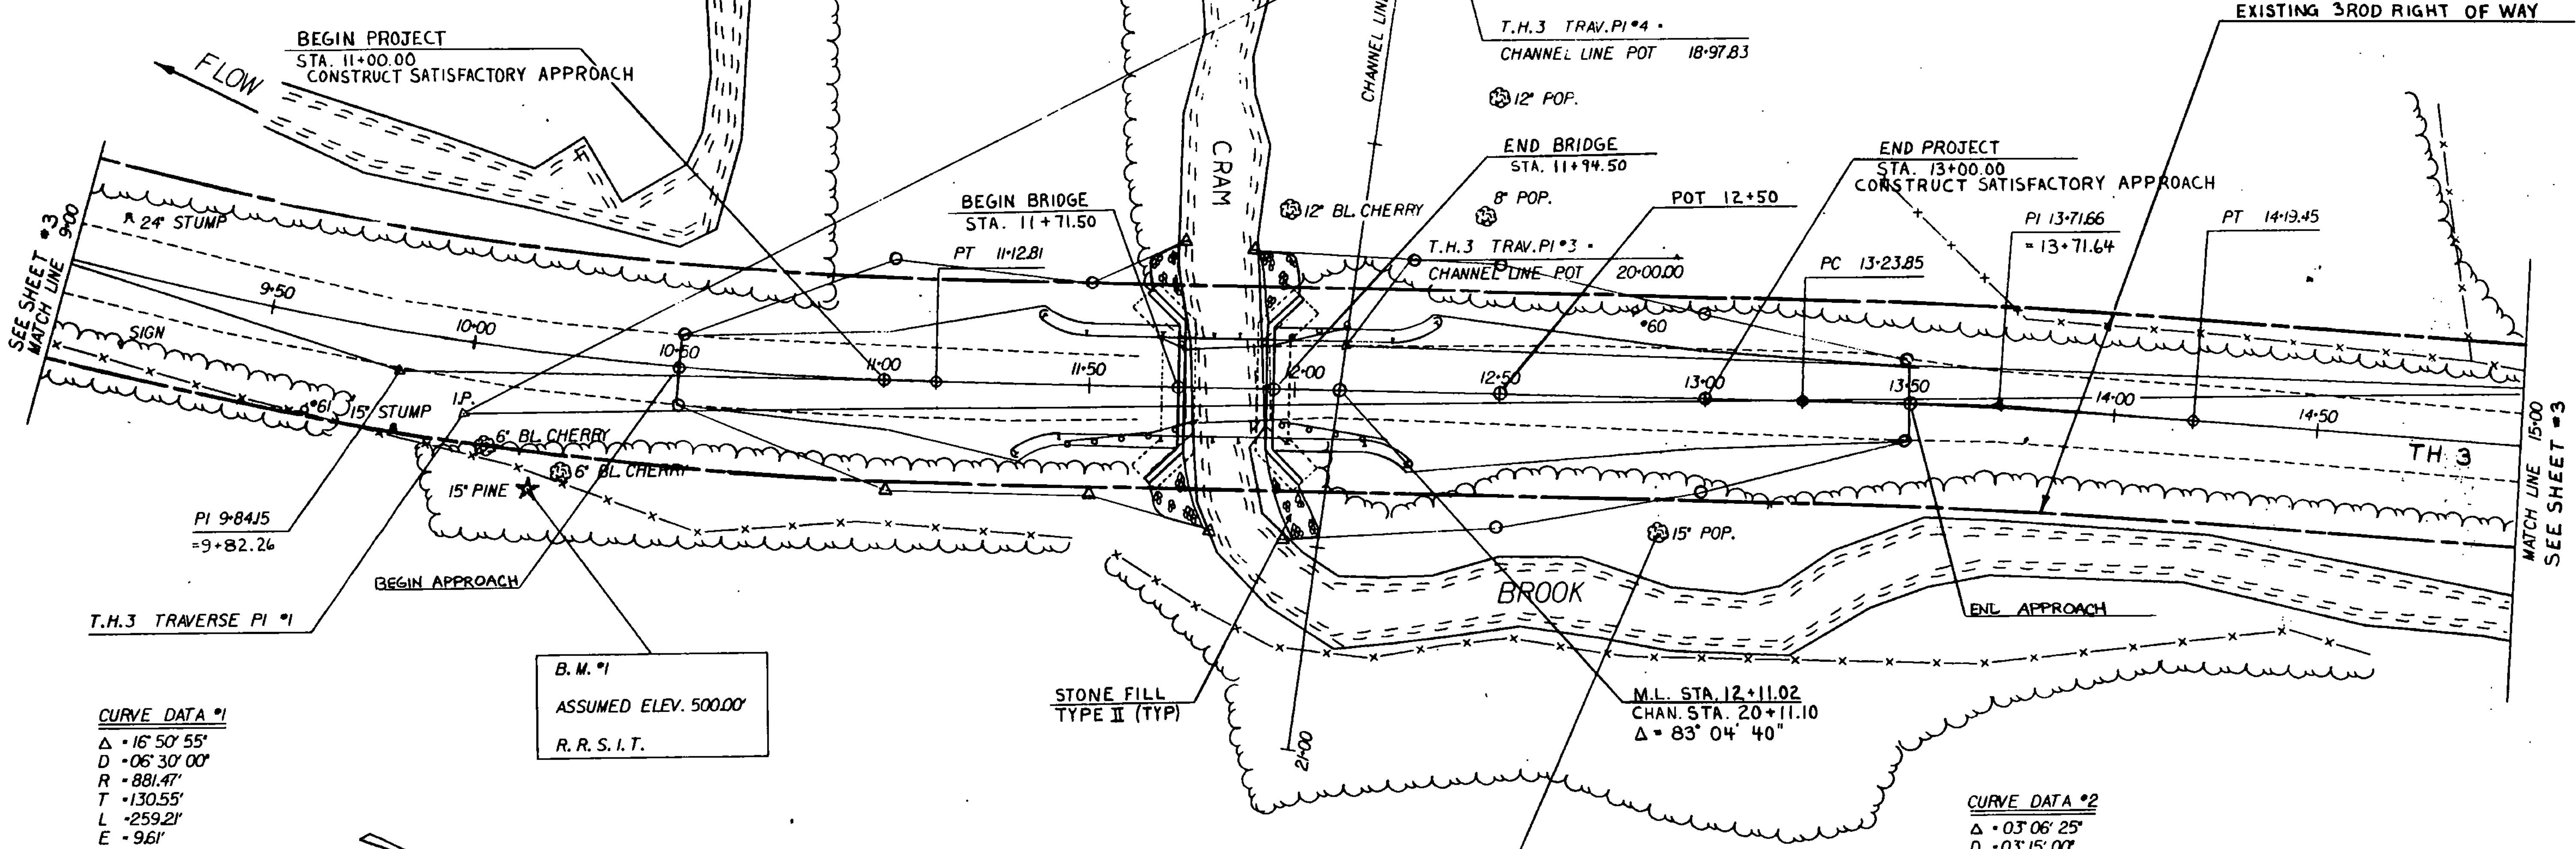 BEGIN PROJECT
STA. 11+00.00
CONSTRUCT SATISFACTORY APPROACH
FLOW
CHANNEL LINE
T.H.3 TRAV.PI #4 =
CHANNEL LINE POT 18+97.83
EXISTING 3ROD RIGHT OF WAY
12" POP.
CRAM
END BRIDGE
STA. 11+94.50
END PROJECT
STA. 13+00.00
CONSTRUCT SATISFACTORY APPROACH
BEGIN BRIDGE
STA. 11+71.50
12" BL. CHERRY
8" POP.
POT 12+50
PI 13+71.66
= 13+71.64
PT 14+19.45
SEE SHEET #3
MATCH LINE 9+00
24" STUMP
PT 11+12.81
T.H.3 TRAV.PI #3 =
CHANNEL LINE POT 20+00.00
PC 13+23.85
9+50
10+00
10+50
11+00
11+50
12+00
12+50
13+00
13+50
14+00
14+50
SIGN
#60
#61
15" STUMP
I.P.
6" BL. CHERRY
6" BL. CHERRY
15" PINE
TH 3
MATCH LINE 15+00
SEE SHEET #3
PI 9+84.15
=9+82.26
BEGIN APPROACH
15" POP.
BROOK
END APPROACH
T.H.3 TRAVERSE PI #1
B.M. #1
ASSUMED ELEV. 500.00'
R.R.S.I.T.
STONE FILL
TYPE II (TYP)
21+00
M.L. STA. 12+11.02
CHAN. STA. 20+11.10
Δ = 83° 04' 40"
CURVE DATA #1
Δ = 16° 50' 55"
D = 06° 30' 00"
R = 881.47'
T = 130.55'
L = 259.21'
E = 9.61'
CURVE DATA #2
Δ = 03° 06' 25"
D = 03° 15' 00"